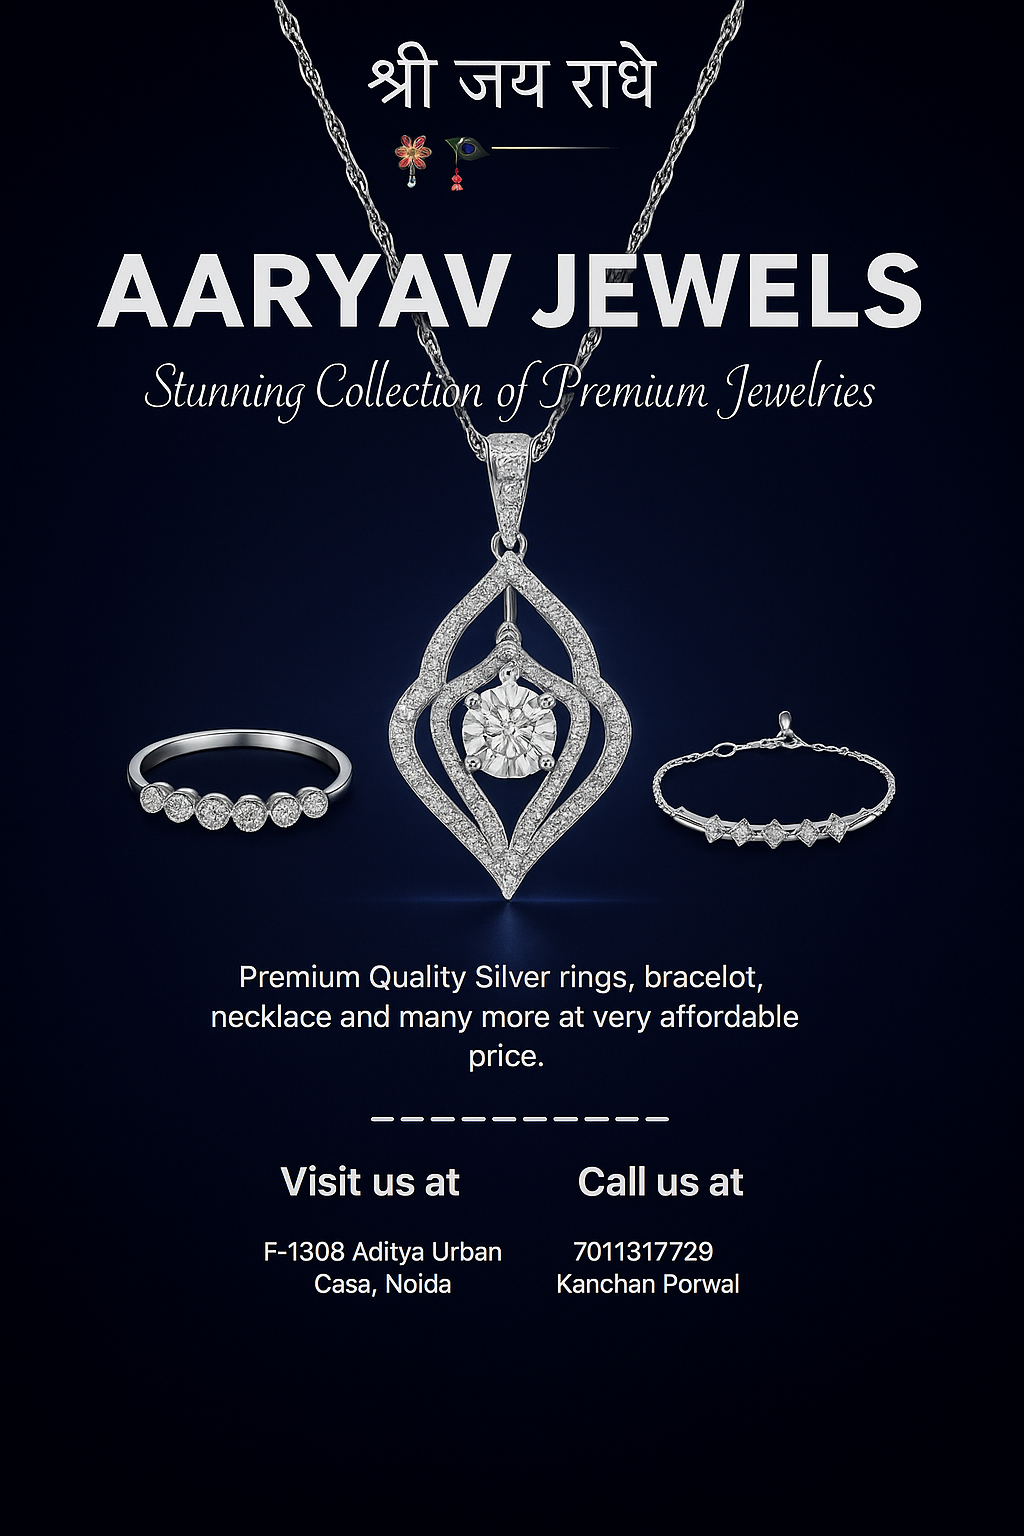 श्री जय राधे
AARYAV JEWELS
Stunning Collection of Premium Jewelries
Premium Quality Silver rings, bracelot,
necklace and many more at very affordable
price.
Visit us at
F-1308 Aditya Urban
Casa, Noida
Call us at
7011317729
Kanchan Porwal